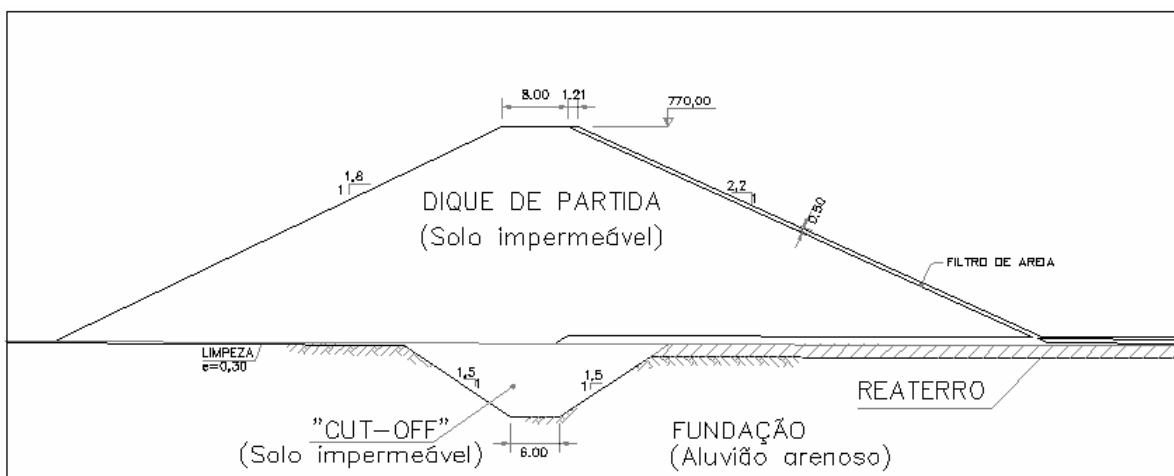 8.00 1.21
770,00
1,8
1
2,2
1
DIQUE DE PARTIDA
(Solo impermeável)
0.50
FILTRO DE AREIA
LIMPEZA
e=0,30
1,5
1
1,5
1
REATERRO
"CUT-OFF"
(Solo impermeável)
6.00
FUNDAÇÃO
(Aluvião arenoso)